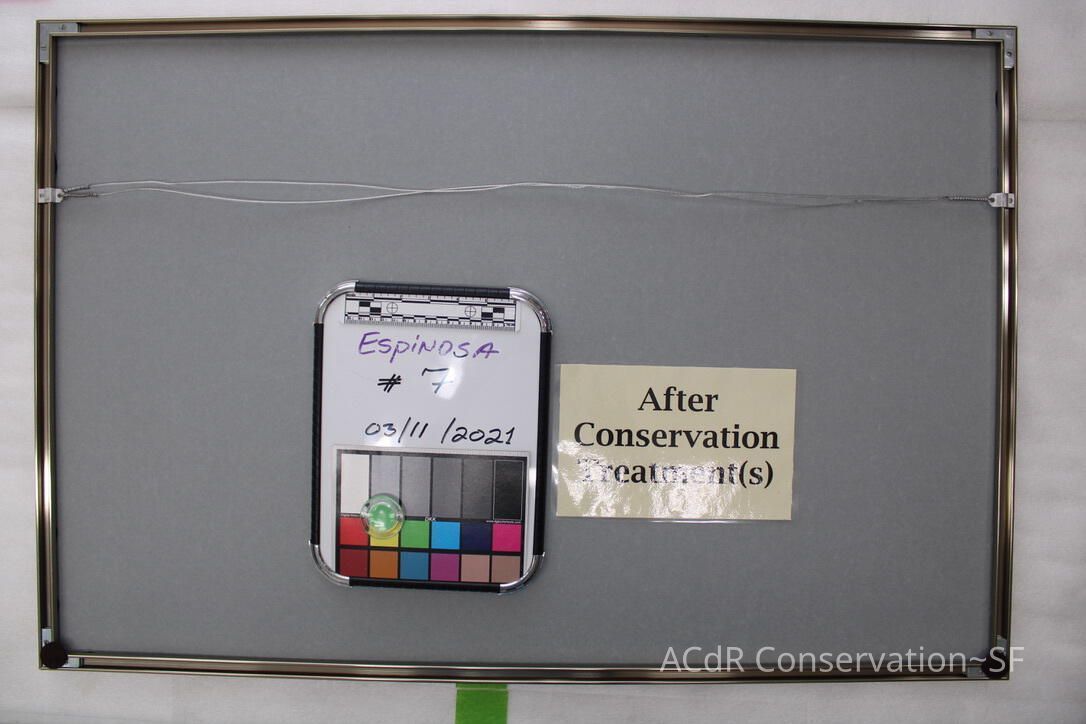 Espinosa
# 7
03/11/2021
After
Conservation
Treatment(s)
ACdR Conservation~SF